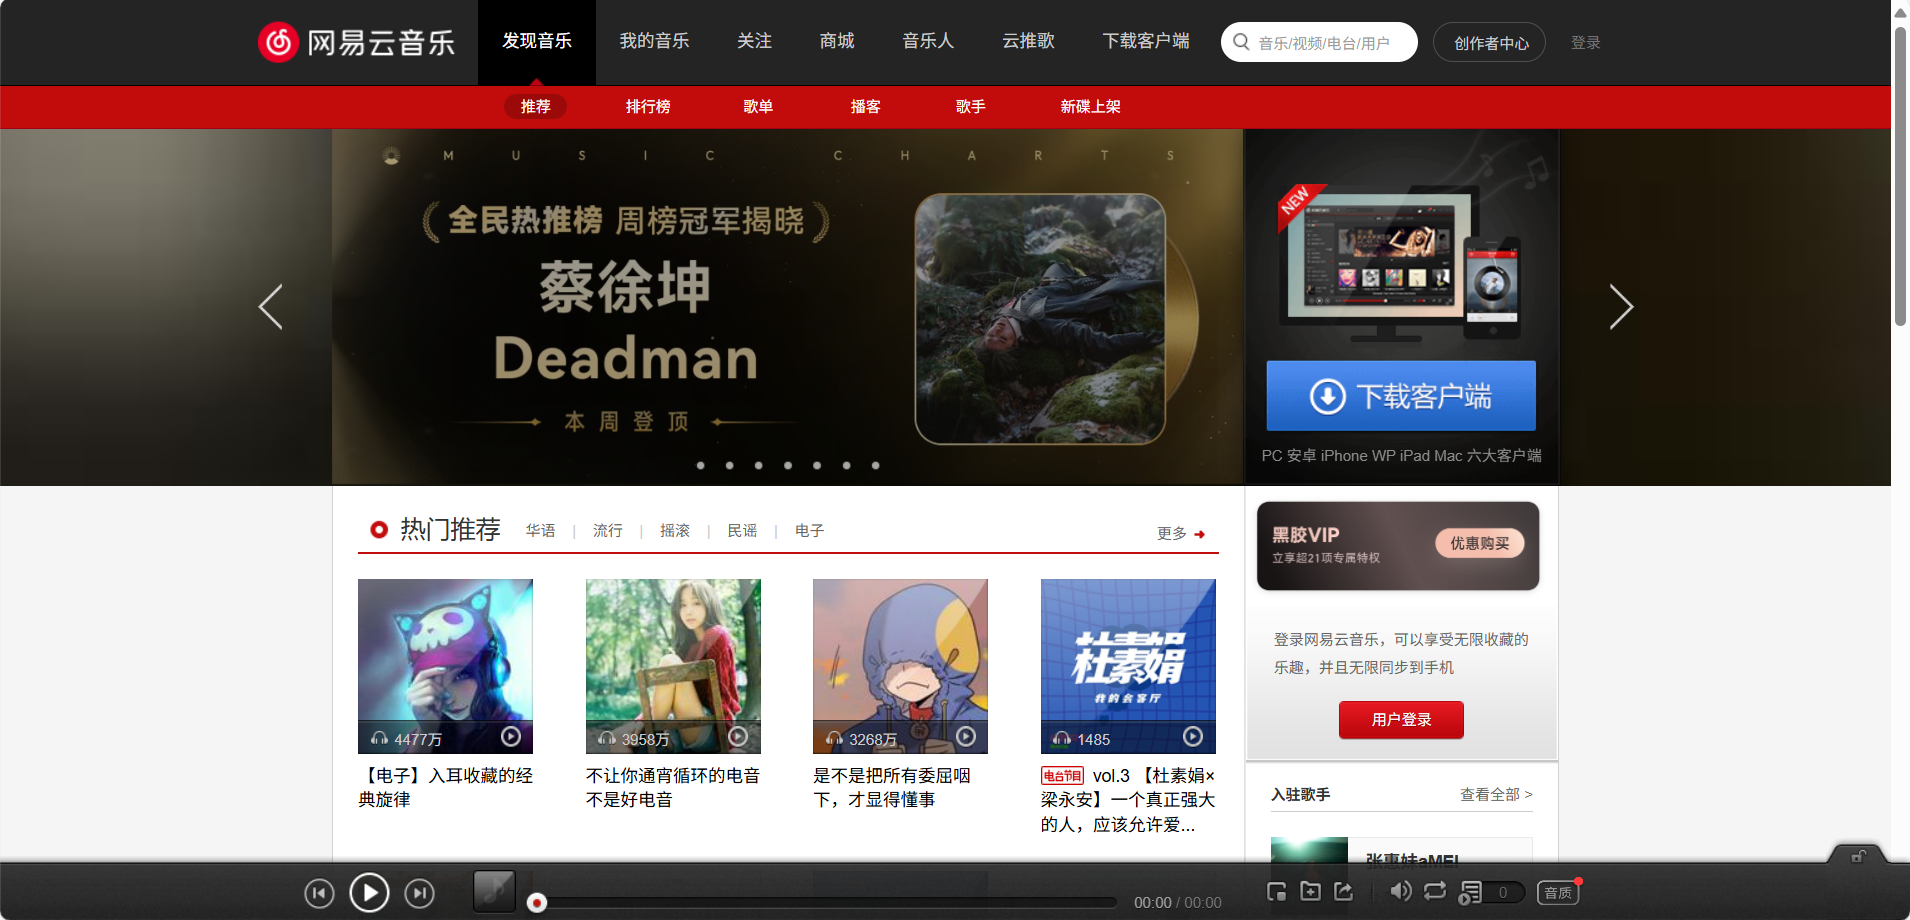 网易云音乐
发现音乐
我的音乐
关注
商城
音乐人
云推歌
下载客户端
音乐/视频/电台/用户
创作者中心
登录
推荐
排行榜
歌单
播客
歌手
新碟上架
MUSIC CHARTS
全民热推榜 周榜冠军揭晓
蔡徐坤
Deadman
本周登顶
NEW
下载客户端
PC 安卓 iPhone WP iPad Mac 六大客户端
热门推荐
华语 | 流行 | 摇滚 | 民谣 | 电子
更多
黑胶VIP
立享超21项专属特权
优惠购买
登录网易云音乐，可以享受无限收藏的
乐趣，并且无限同步到手机
用户登录
杜素娟
我的会客厅
4477万
3958万
3268万
1485
【电子】入耳收藏的经
典旋律
不让你通宵循环的电音
不是好电音
是不是把所有委屈咽
下，才显得懂事
电台节目 vol.3 【杜素娟×
梁永安】一个真正强大
的人，应该允许爱...
入驻歌手
查看全部 >
张惠妹aMEI
00:00 / 00:00
0
音质